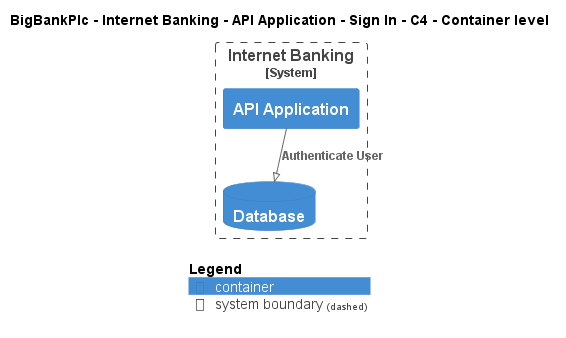 BigBankPlc - Internet Banking - API Application - Sign In - C4 - Container level
Internet Banking
[System]
API Application
Authenticate User
Database
Legend
container
system boundary (dashed)